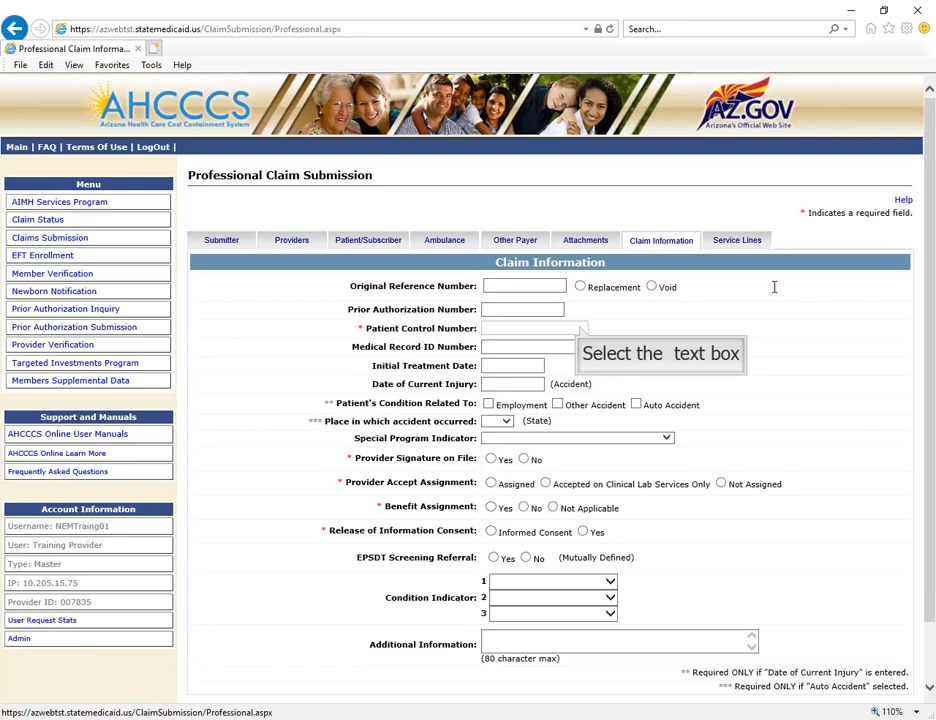 https://azwebtst.statemedicaid.us/ClaimSubmission/Professional.aspx
Search...
Professional Claim Informa...
File Edit View Favorites Tools Help
AHCCCS
Arizona Health Care Cost Containment System
AZ.GOV
Arizona's Official Web Site
Main | FAQ | Terms Of Use | LogOut |
Menu
AIMH Services Program
Claim Status
Claims Submission
EFT Enrollment
Member Verification
Newborn Notification
Prior Authorization Inquiry
Prior Authorization Submission
Provider Verification
Targeted Investments Program
Members Supplemental Data
Support and Manuals
AHCCCS Online User Manuals
AHCCCS Online Learn More
Frequently Asked Questions
Account Information
Username: NEMTraing01
User: Training Provider
Type: Master
IP: 10.205.15.75
Provider ID: 007835
User Request Stats
Admin
Professional Claim Submission
Help
* Indicates a required field.
Submitter Providers Patient/Subscriber Ambulance Other Payer Attachments Claim Information Service Lines
Claim Information
Original Reference Number: Replacement Void
Prior Authorization Number:
* Patient Control Number:
Select the text box
Medical Record ID Number:
Initial Treatment Date:
Date of Current Injury: (Accident)
** Patient's Condition Related To: Employment Other Accident Auto Accident
*** Place in which accident occurred: (State)
Special Program Indicator:
* Provider Signature on File: Yes No
* Provider Accept Assignment: Assigned Accepted on Clinical Lab Services Only Not Assigned
* Benefit Assignment: Yes No Not Applicable
* Release of Information Consent: Informed Consent Yes
EPSDT Screening Referral: Yes No (Mutually Defined)
1
Condition Indicator: 2
3
Additional Information:
(80 character max)
** Required ONLY if "Date of Current Injury" is entered.
*** Required ONLY if "Auto Accident" selected.
https://azwebtst.statemedicaid.us/ClaimSubmission/Professional.aspx
110%